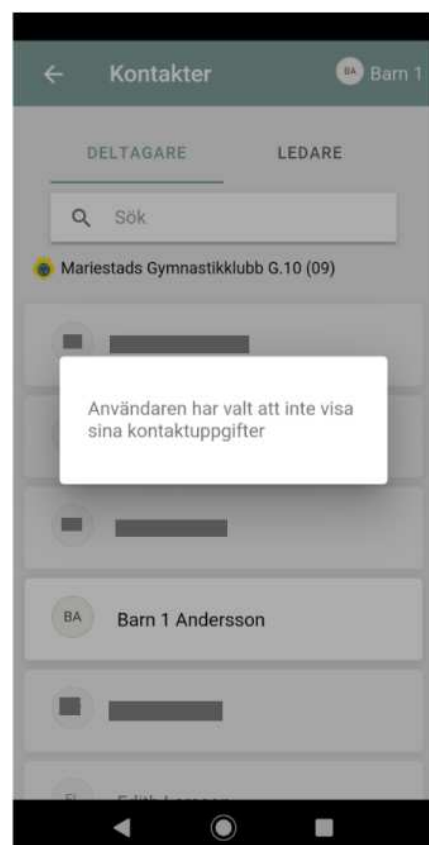 Kontakter
BA
Barn 1
DELTAGARE
LEDARE
Sök
Mariestads Gymnastikklubb G.10 (09)
Användaren har valt att inte visa
sina kontaktuppgifter
BA
Barn 1 Andersson